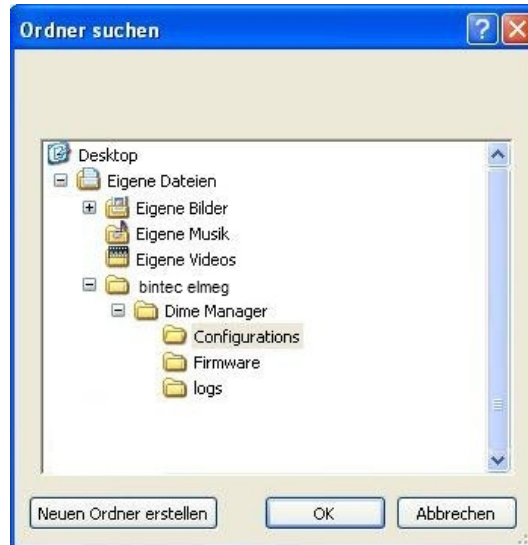 Ordner suchen
Desktop
Eigene Dateien
Eigene Bilder
Eigene Musik
Eigene Videos
bintec elmeg
Dime Manager
Configurations
Firmware
logs
Neuen Ordner erstellen OK Abbrechen